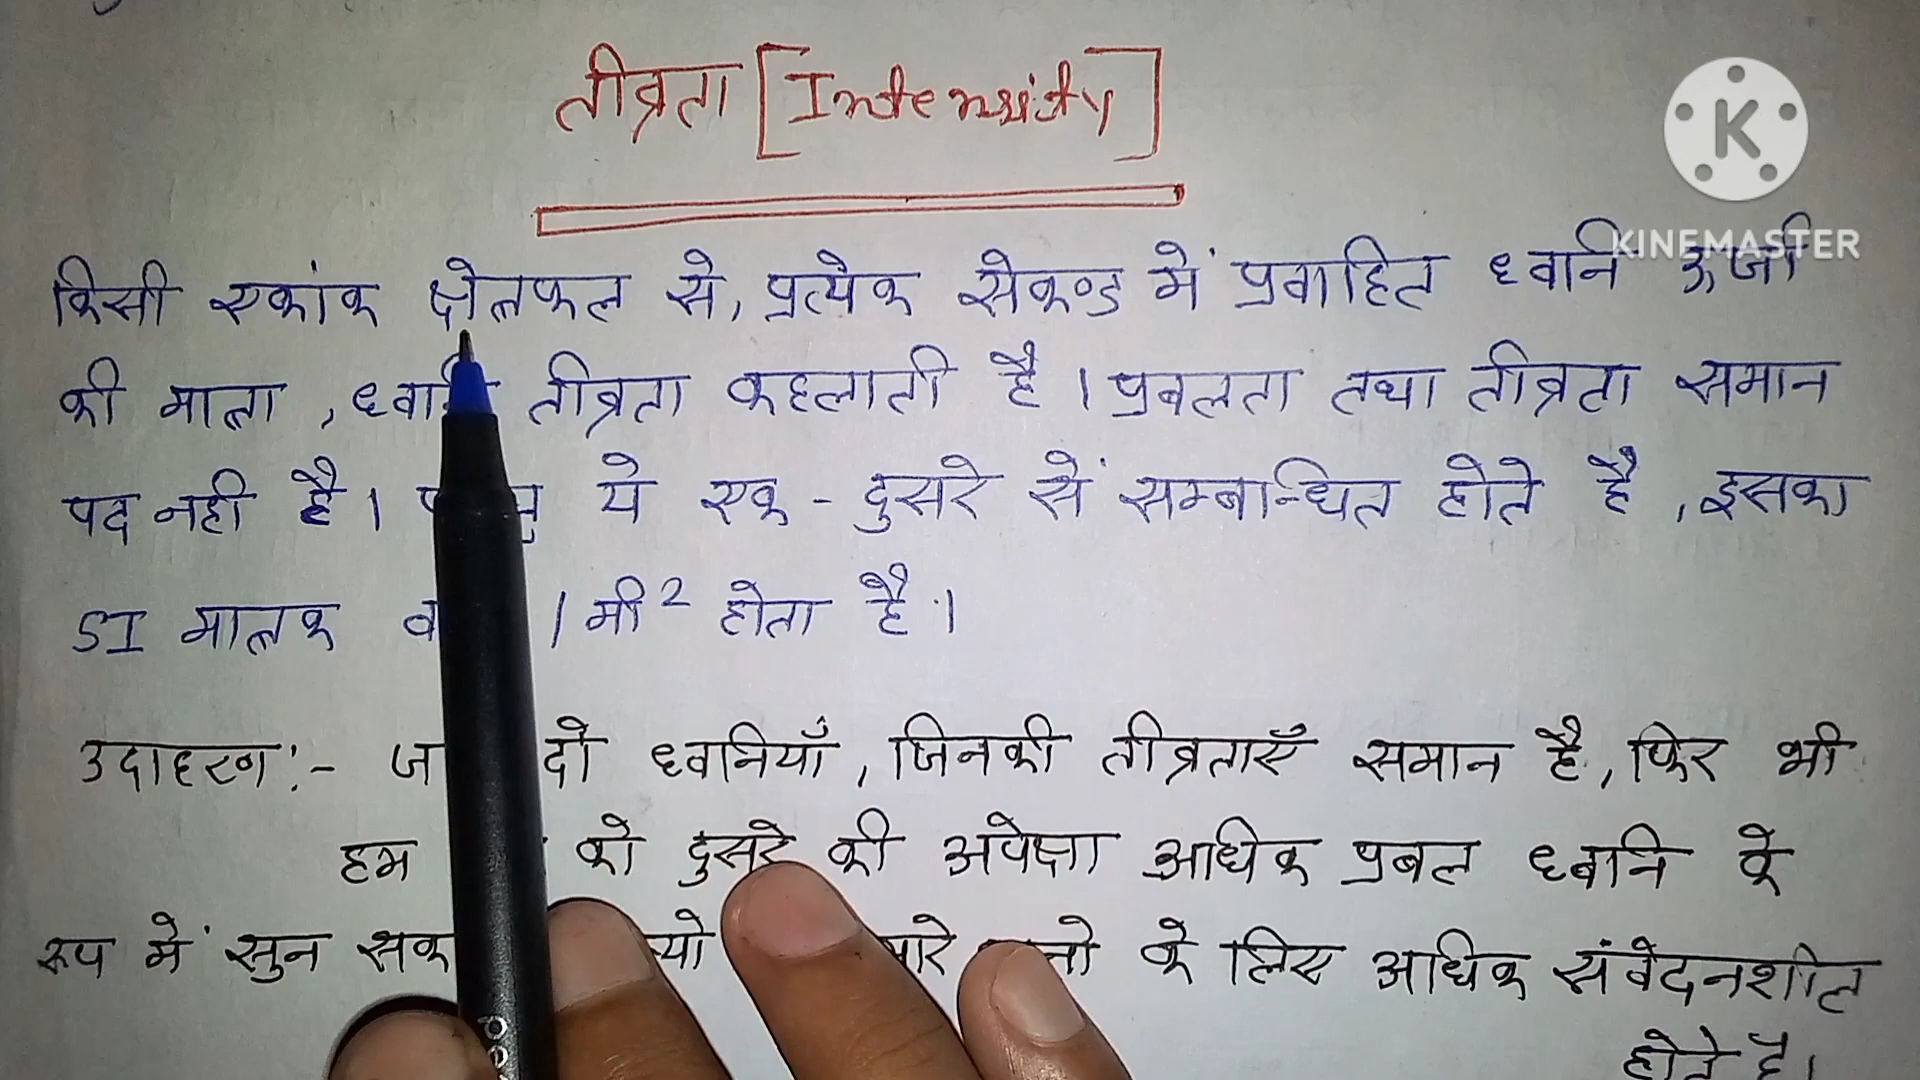 तीव्रता [Intensity]
K
KINEMASTER
किसी एकांक क्षेत्रफल से, प्रत्येक सेकण्ड में प्रवाहित ध्वनि ऊर्जा
की मात्रा, ध्वनि तीव्रता कहलाती है। प्रबलता तथा तीव्रता समान
पद नही है। ये एक - दुसरे सें सम्बन्धित होते है, इसका
SI मात्रक / मी² होता है।
उदाहरण:- दो ध्वनियाँ, जिनकी तीव्रताएँ समान है, फिर भी
हम को दुसरे की अपेक्षा अधिक प्रबल ध्वनि के
रूप में सुन के लिए अधिक संवेदनशील
होते है।